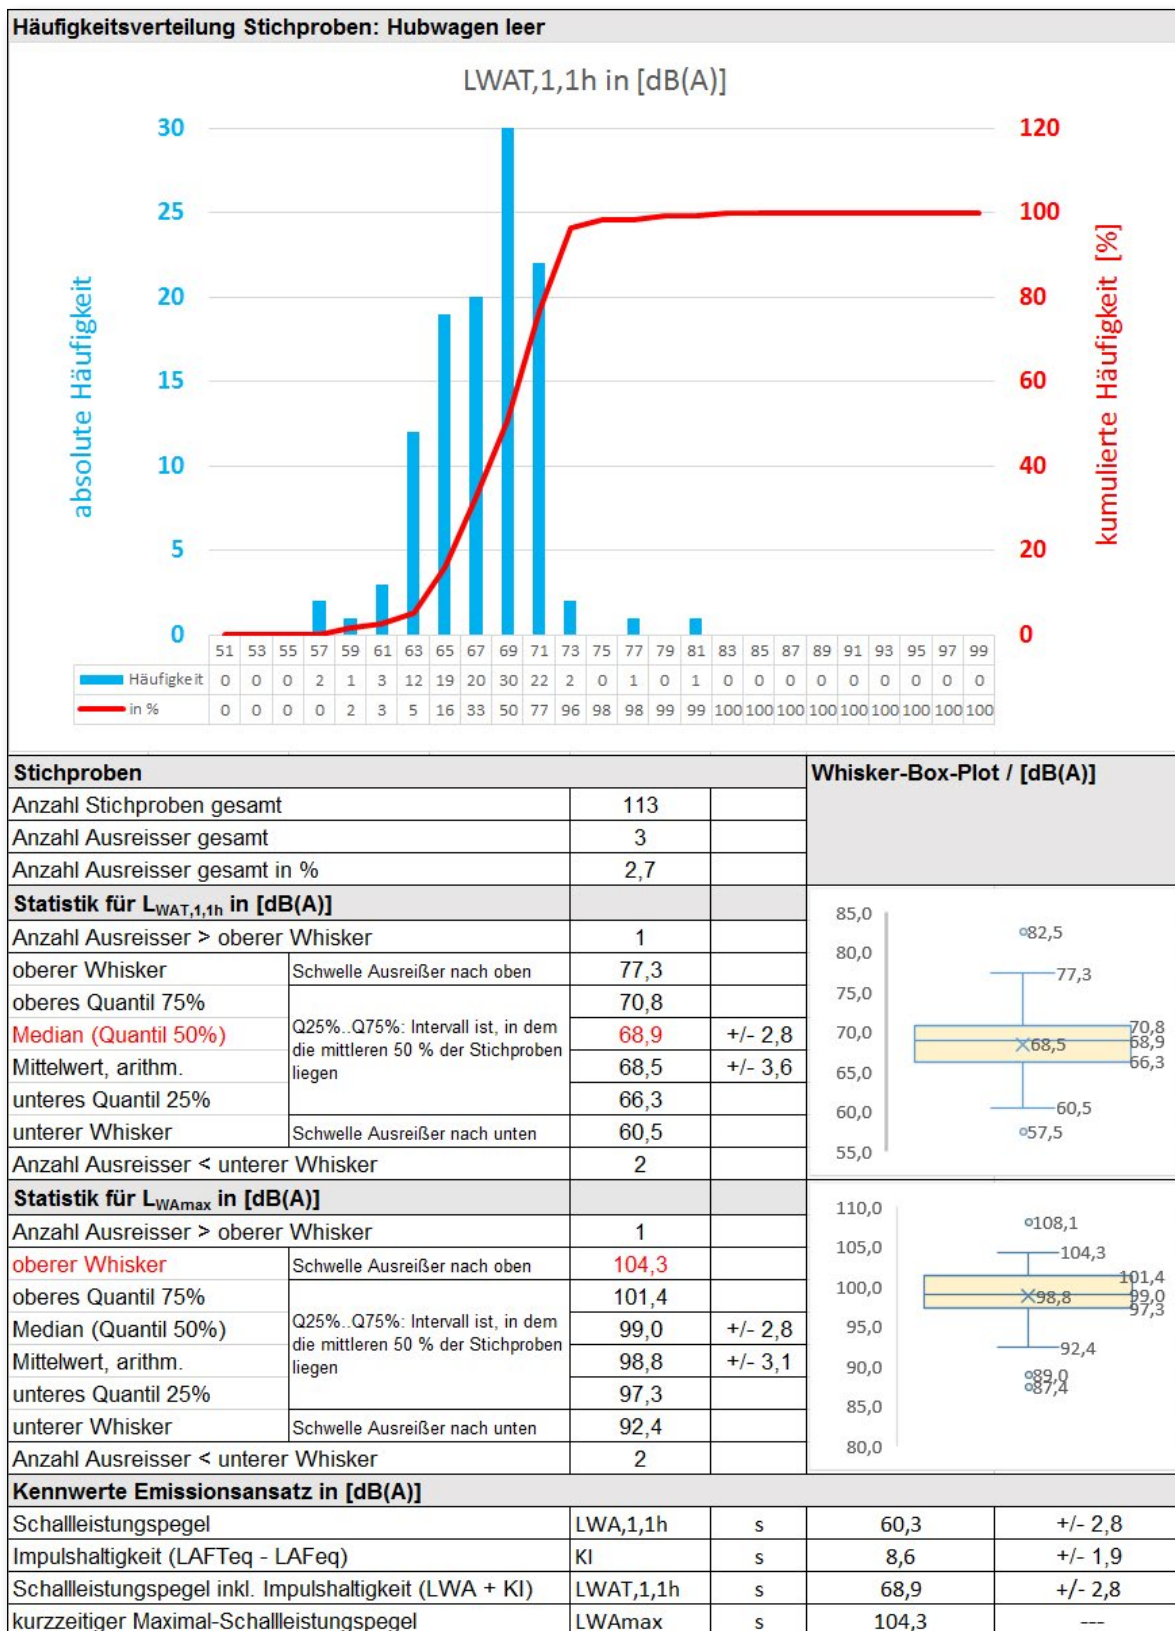 Häufigkeitsverteilung Stichproben: Hubwagen leer
LWAT,1,1h in [dB(A)]
absolute Häufigkeit
30
25
20
15
10
5
0
120
100
80
60
40
20
0
kumulierte Häufigkeit [%]
51 53 55 57 59 61 63 65 67 69 71 73 75 77 79 81 83 85 87 89 91 93 95 97 99
Häufigkeit 0 0 0 2 1 3 12 19 20 30 22 2 0 1 0 1 0 0 0 0 0 0 0 0 0
in % 0 0 0 0 2 3 5 16 33 50 77 96 98 98 99 99 100 100 100 100 100 100 100 100 100
Stichproben
Anzahl Stichproben gesamt 113
Anzahl Ausreisser gesamt 3
Anzahl Ausreisser gesamt in % 2,7
Whisker-Box-Plot / [dB(A)]
Statistik für LWAT,1,1h in [dB(A)]
Anzahl Ausreisser > oberer Whisker 1
oberer Whisker Schwelle Ausreißer nach oben 77,3
oberes Quantil 75% 70,8
Median (Quantil 50%) 68,9 +/- 2,8
Mittelwert, arithm. 68,5 +/- 3,6
unteres Quantil 25% 66,3
Q25%..Q75%: Intervall ist, in dem
die mittleren 50 % der Stichproben
liegen
unterer Whisker Schwelle Ausreißer nach unten 60,5
Anzahl Ausreisser < unterer Whisker 2
85,0
80,0
75,0
70,0
65,0
60,0
55,0
82,5
77,3
70,8
68,9
68,5
66,3
60,5
57,5
Statistik für LWAmax in [dB(A)]
Anzahl Ausreisser > oberer Whisker 1
oberer Whisker Schwelle Ausreißer nach oben 104,3
oberes Quantil 75% 101,4
Median (Quantil 50%) 99,0 +/- 2,8
Mittelwert, arithm. 98,8 +/- 3,1
unteres Quantil 25% 97,3
Q25%..Q75%: Intervall ist, in dem
die mittleren 50 % der Stichproben
liegen
unterer Whisker Schwelle Ausreißer nach unten 92,4
Anzahl Ausreisser < unterer Whisker 2
110,0
105,0
100,0
95,0
90,0
85,0
80,0
108,1
104,3
101,4
99,0
98,8
97,3
92,4
89,0
87,4
Kennwerte Emissionsansatz in [dB(A)]
Schallleistungspegel LWA,1,1h s 60,3 +/- 2,8
Impulshaltigkeit (LAFTeq - LAFeq) KI s 8,6 +/- 1,9
Schallleistungspegel inkl. Impulshaltigkeit (LWA + KI) LWAT,1,1h s 68,9 +/- 2,8
kurzzeitiger Maximal-Schallleistungspegel LWAmax s 104,3 ---